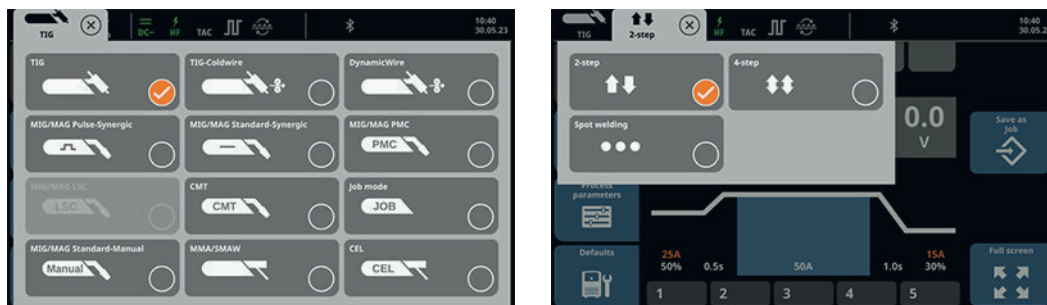 TIG
DC–
HF
TAC
10:40
30.05.23
TIG
TIG-Coldwire
DynamicWire
MIG/MAG Pulse-Synergic
MIG/MAG Standard-Synergic
MIG/MAG PMC
PMC
MIG/MAG LSC
LSC
CMT
CMT
Job mode
JOB
MIG/MAG Standard-Manual
Manual
MMA/SMAW
CEL
CEL
TIG
2-step
HF
TAC
10:40
30.05.2
2-step
4-step
Spot welding
0.0
V
Save as
Job
Process
parameters
Defaults
25A
50%
0.5s
50A
1.0s
15A
30%
Full screen
1
2
3
4
5